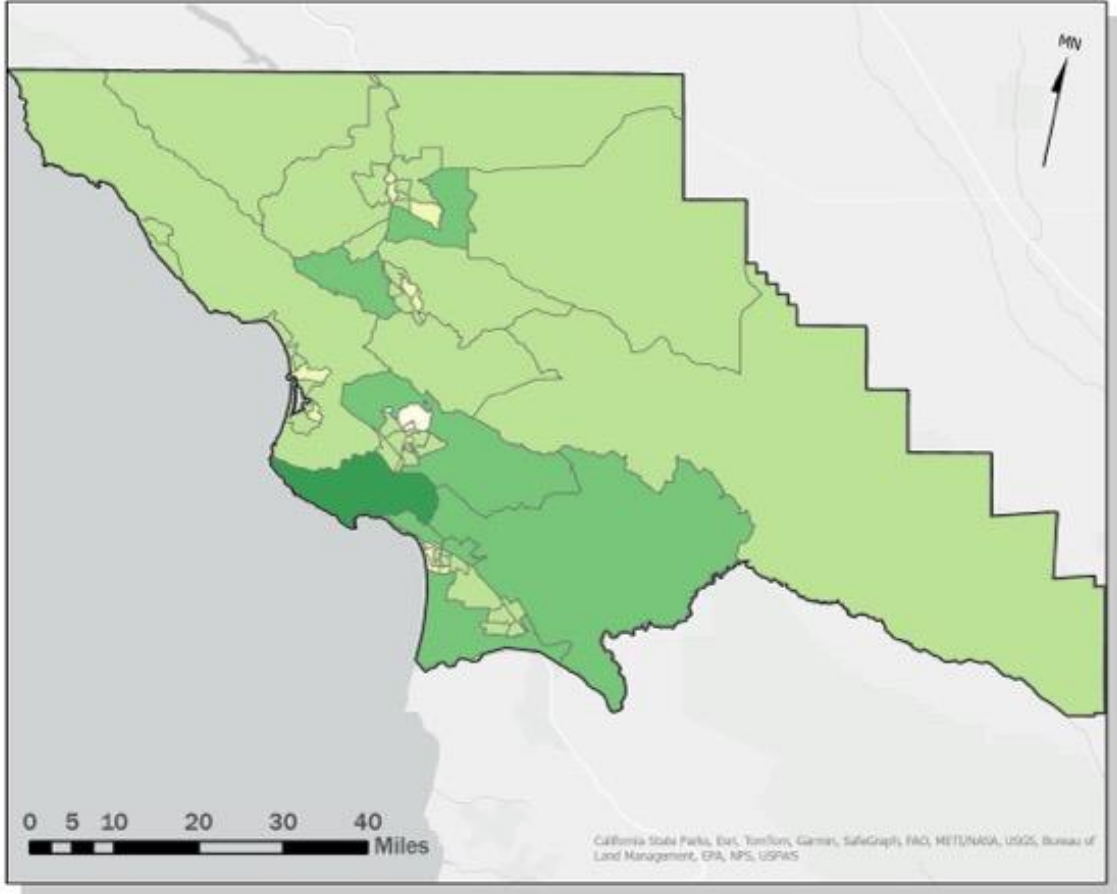 MN
0 5 10 20 30 40
Miles
California State Parks, Esri, TomTom, Garmin, SafeGraph, FAO, METI/NASA, USGS, Bureau of
Land Management, EPA, NPS, USFWS